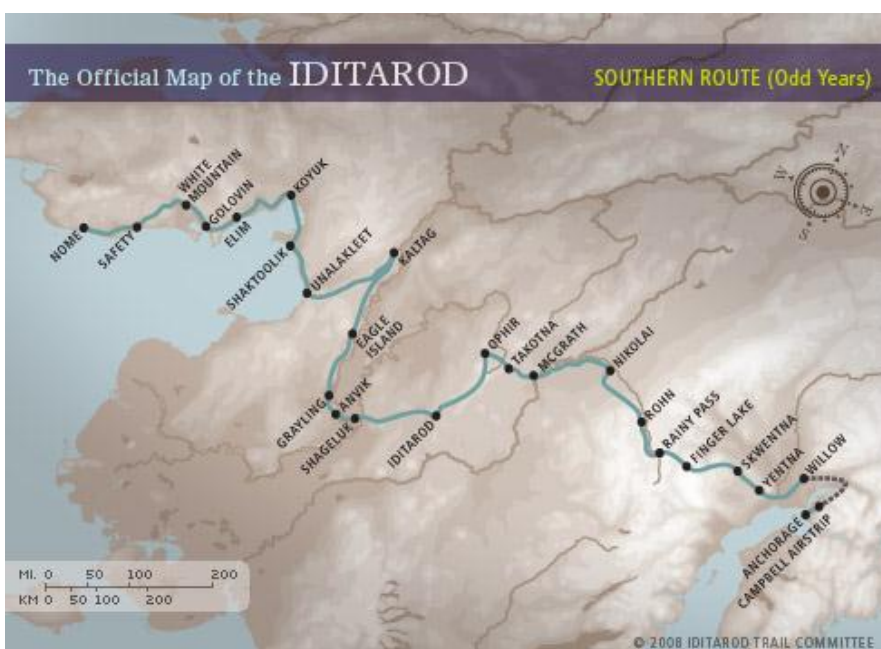 The Official Map of the IDITAROD
SOUTHERN ROUTE (Odd Years)
N
W
E
S
NOME
SAFETY
WHITE
MOUNTAIN
GOLOVIN
ELIM
KOYUK
SHAKTOOLIK
UNALAKLEET
KALTAG
EAGLE
ISLAND
GRAYLING
ANVIK
SHAGELUK
IDITAROD
OPHIR
TAKOTNA
MCGRATH
NIKOLAI
ROHN
RAINY PASS
FINGER LAKE
SKWENTNA
YENTNA
WILLOW
ANCHORAGE
CAMPBELL AIRSTRIP
MI. 0 50 100 200
KM 0 50 100 200
© 2008 IDITAROD TRAIL COMMITTEE